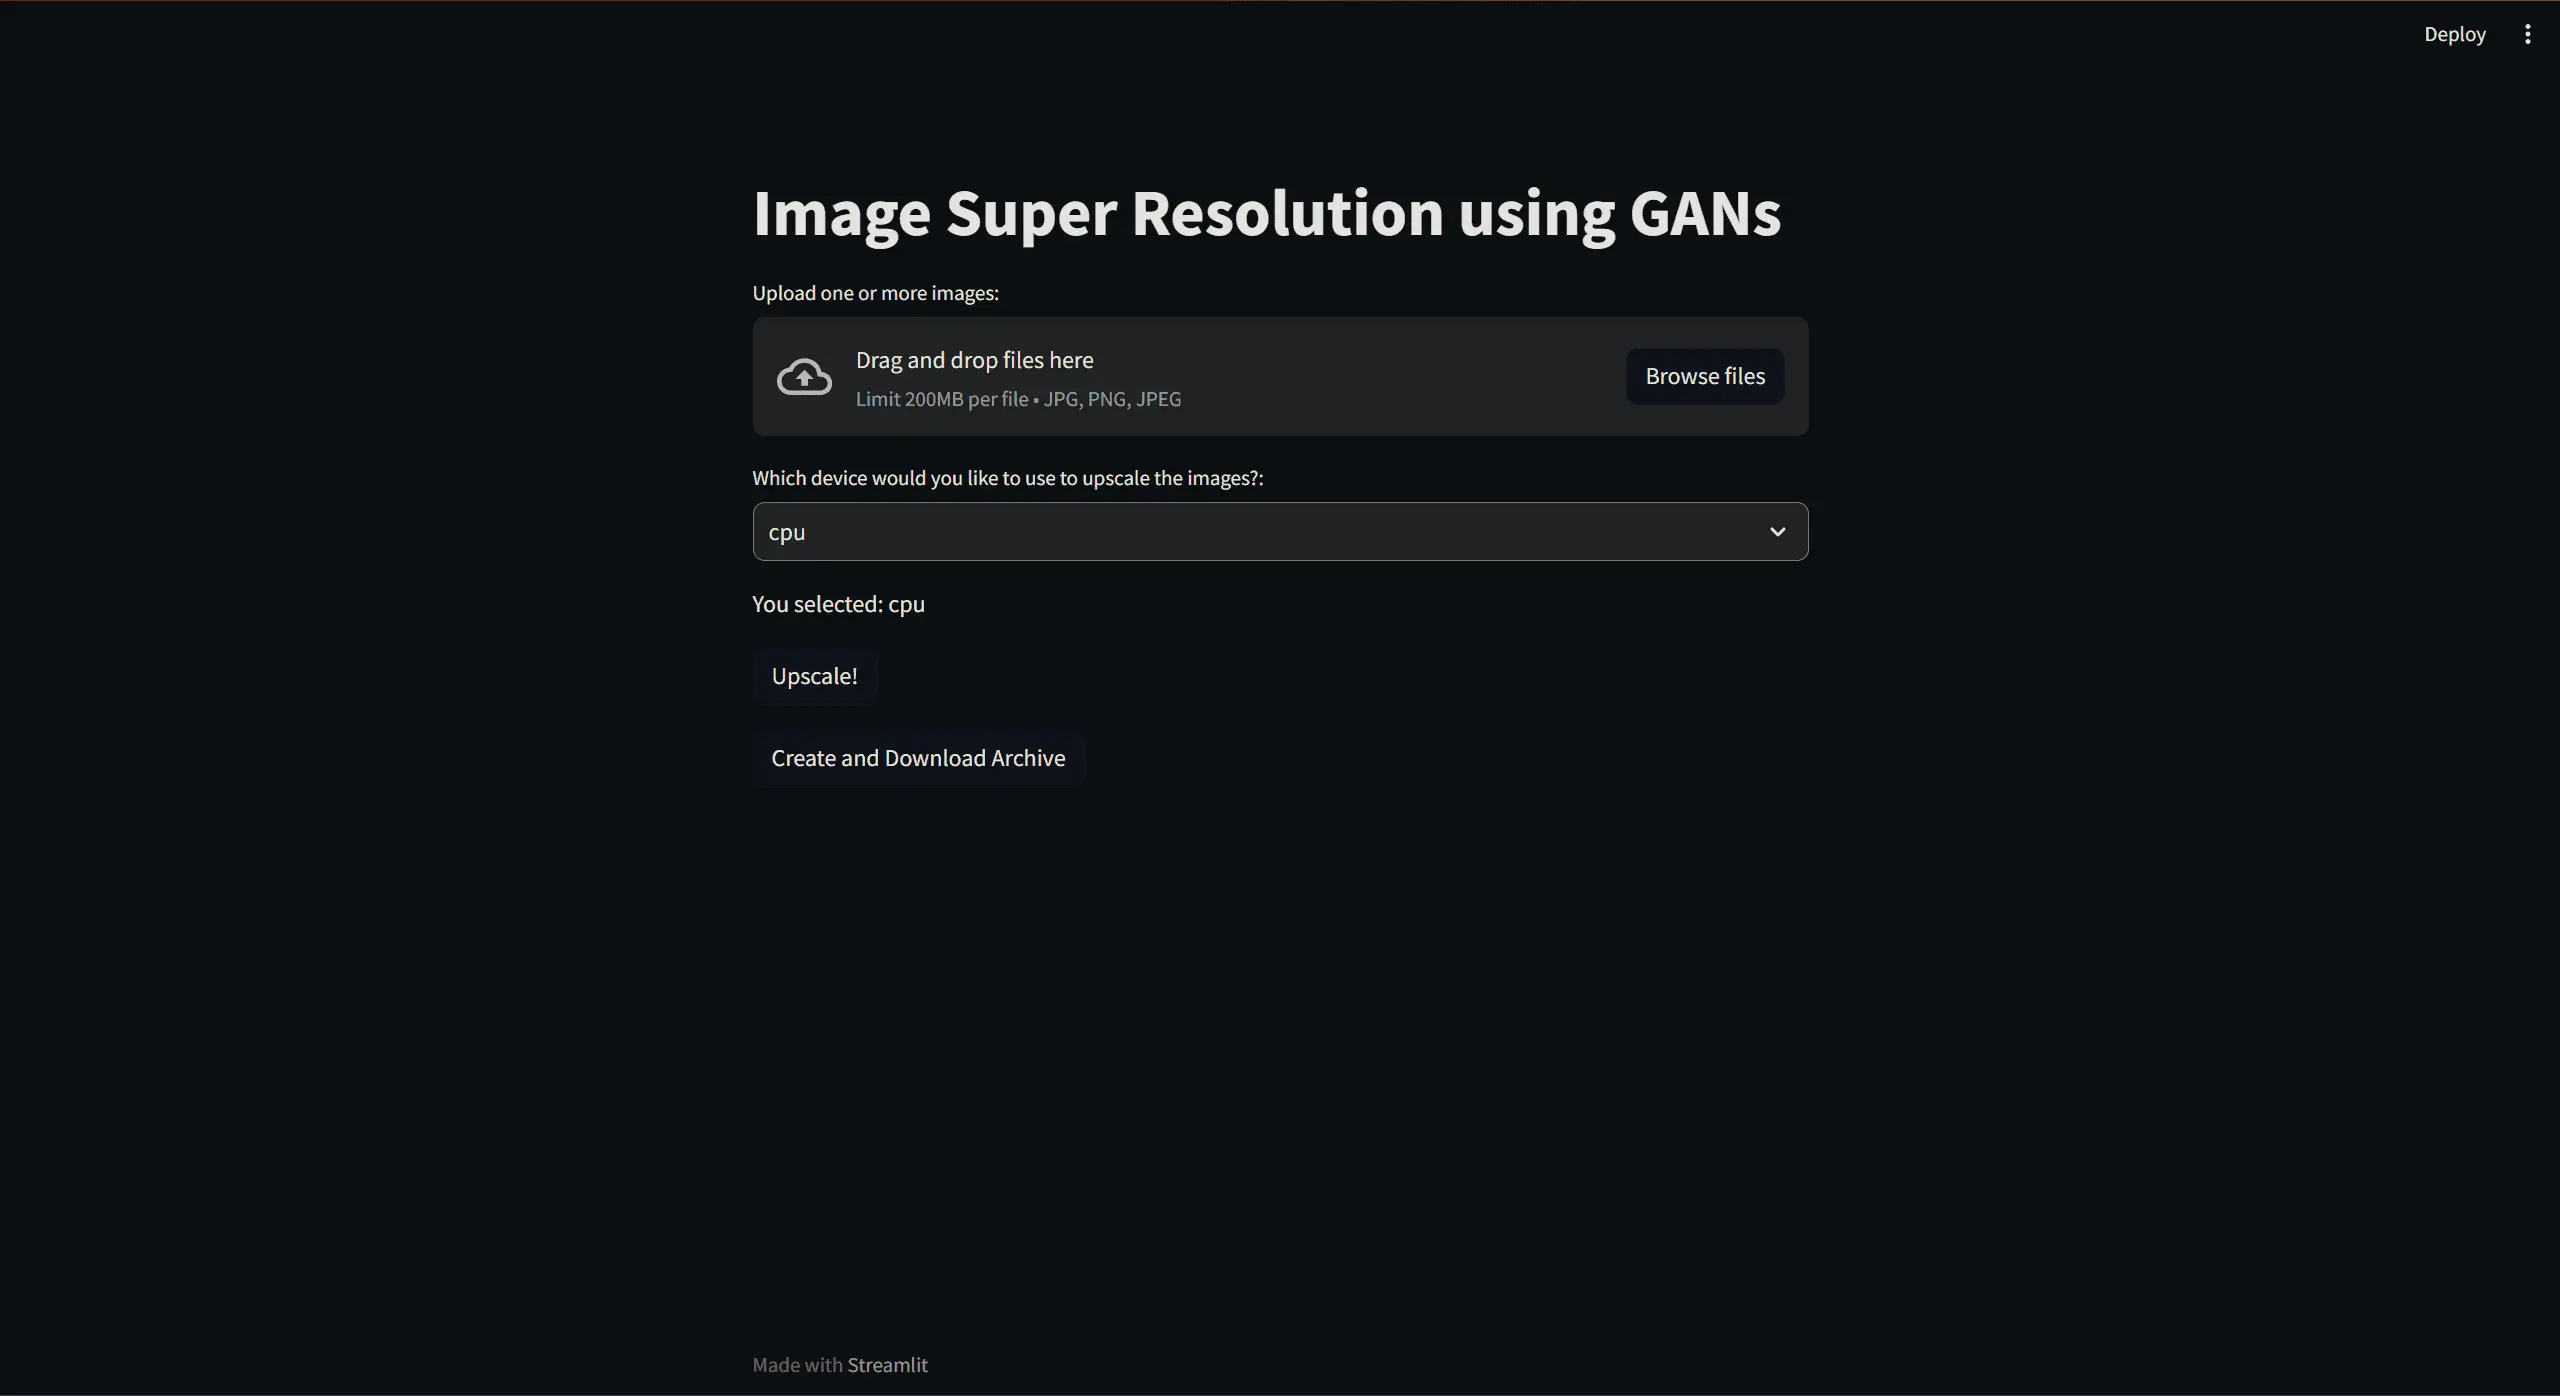 Deploy
Image Super Resolution using GANs
Upload one or more images:
Drag and drop files here
Limit 200MB per file • JPG, PNG, JPEG
Browse files
Which device would you like to use to upscale the images?:
cpu
You selected: cpu
Upscale!
Create and Download Archive
Made with Streamlit